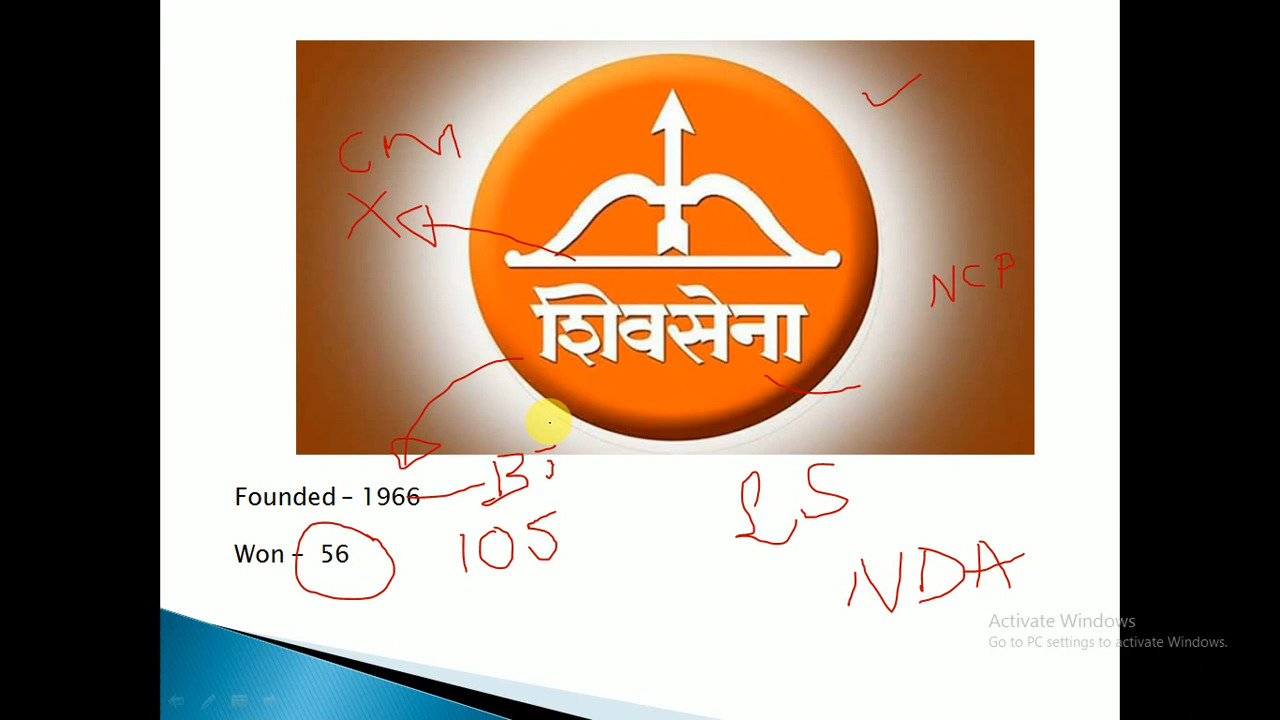 CM
X
NCP
शिवसेना
Founded – 1966
105
Won – 56
NDA
Activate Windows
Go to PC settings to activate Windows.